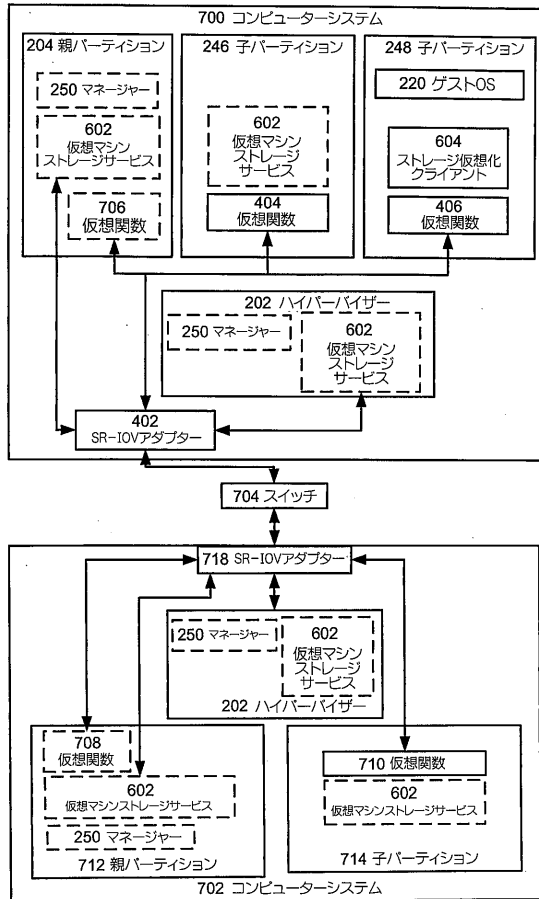 700 コンピューターシステム
204 親パーティション
250 マネージャー
602
仮想マシン
ストレージサービス
706
仮想関数
246 子パーティション
602
仮想マシン
ストレージ
サービス
404
仮想関数
248 子パーティション
220 ゲストOS
604
ストレージ仮想化
クライアント
406
仮想関数
202 ハイパーバイザー
250 マネージャー
602
仮想マシン
ストレージ
サービス
402
SR-IOVアダプター
704 スイッチ
718 SR-IOVアダプター
250 マネージャー
602
仮想マシン
ストレージ
サービス
202 ハイパーバイザー
708
仮想関数
602
仮想マシンストレージサービス
250 マネージャー
712 親パーティション
710 仮想関数
602
仮想マシンストレージサービス
714 子パーティション
702 コンピューターシステム